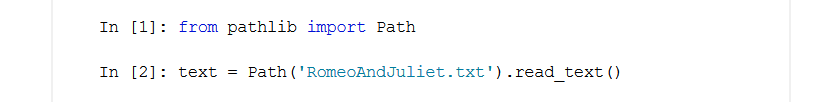 In [1]: from pathlib import Path
In [2]: text = Path('RomeoAndJuliet.txt').read_text()